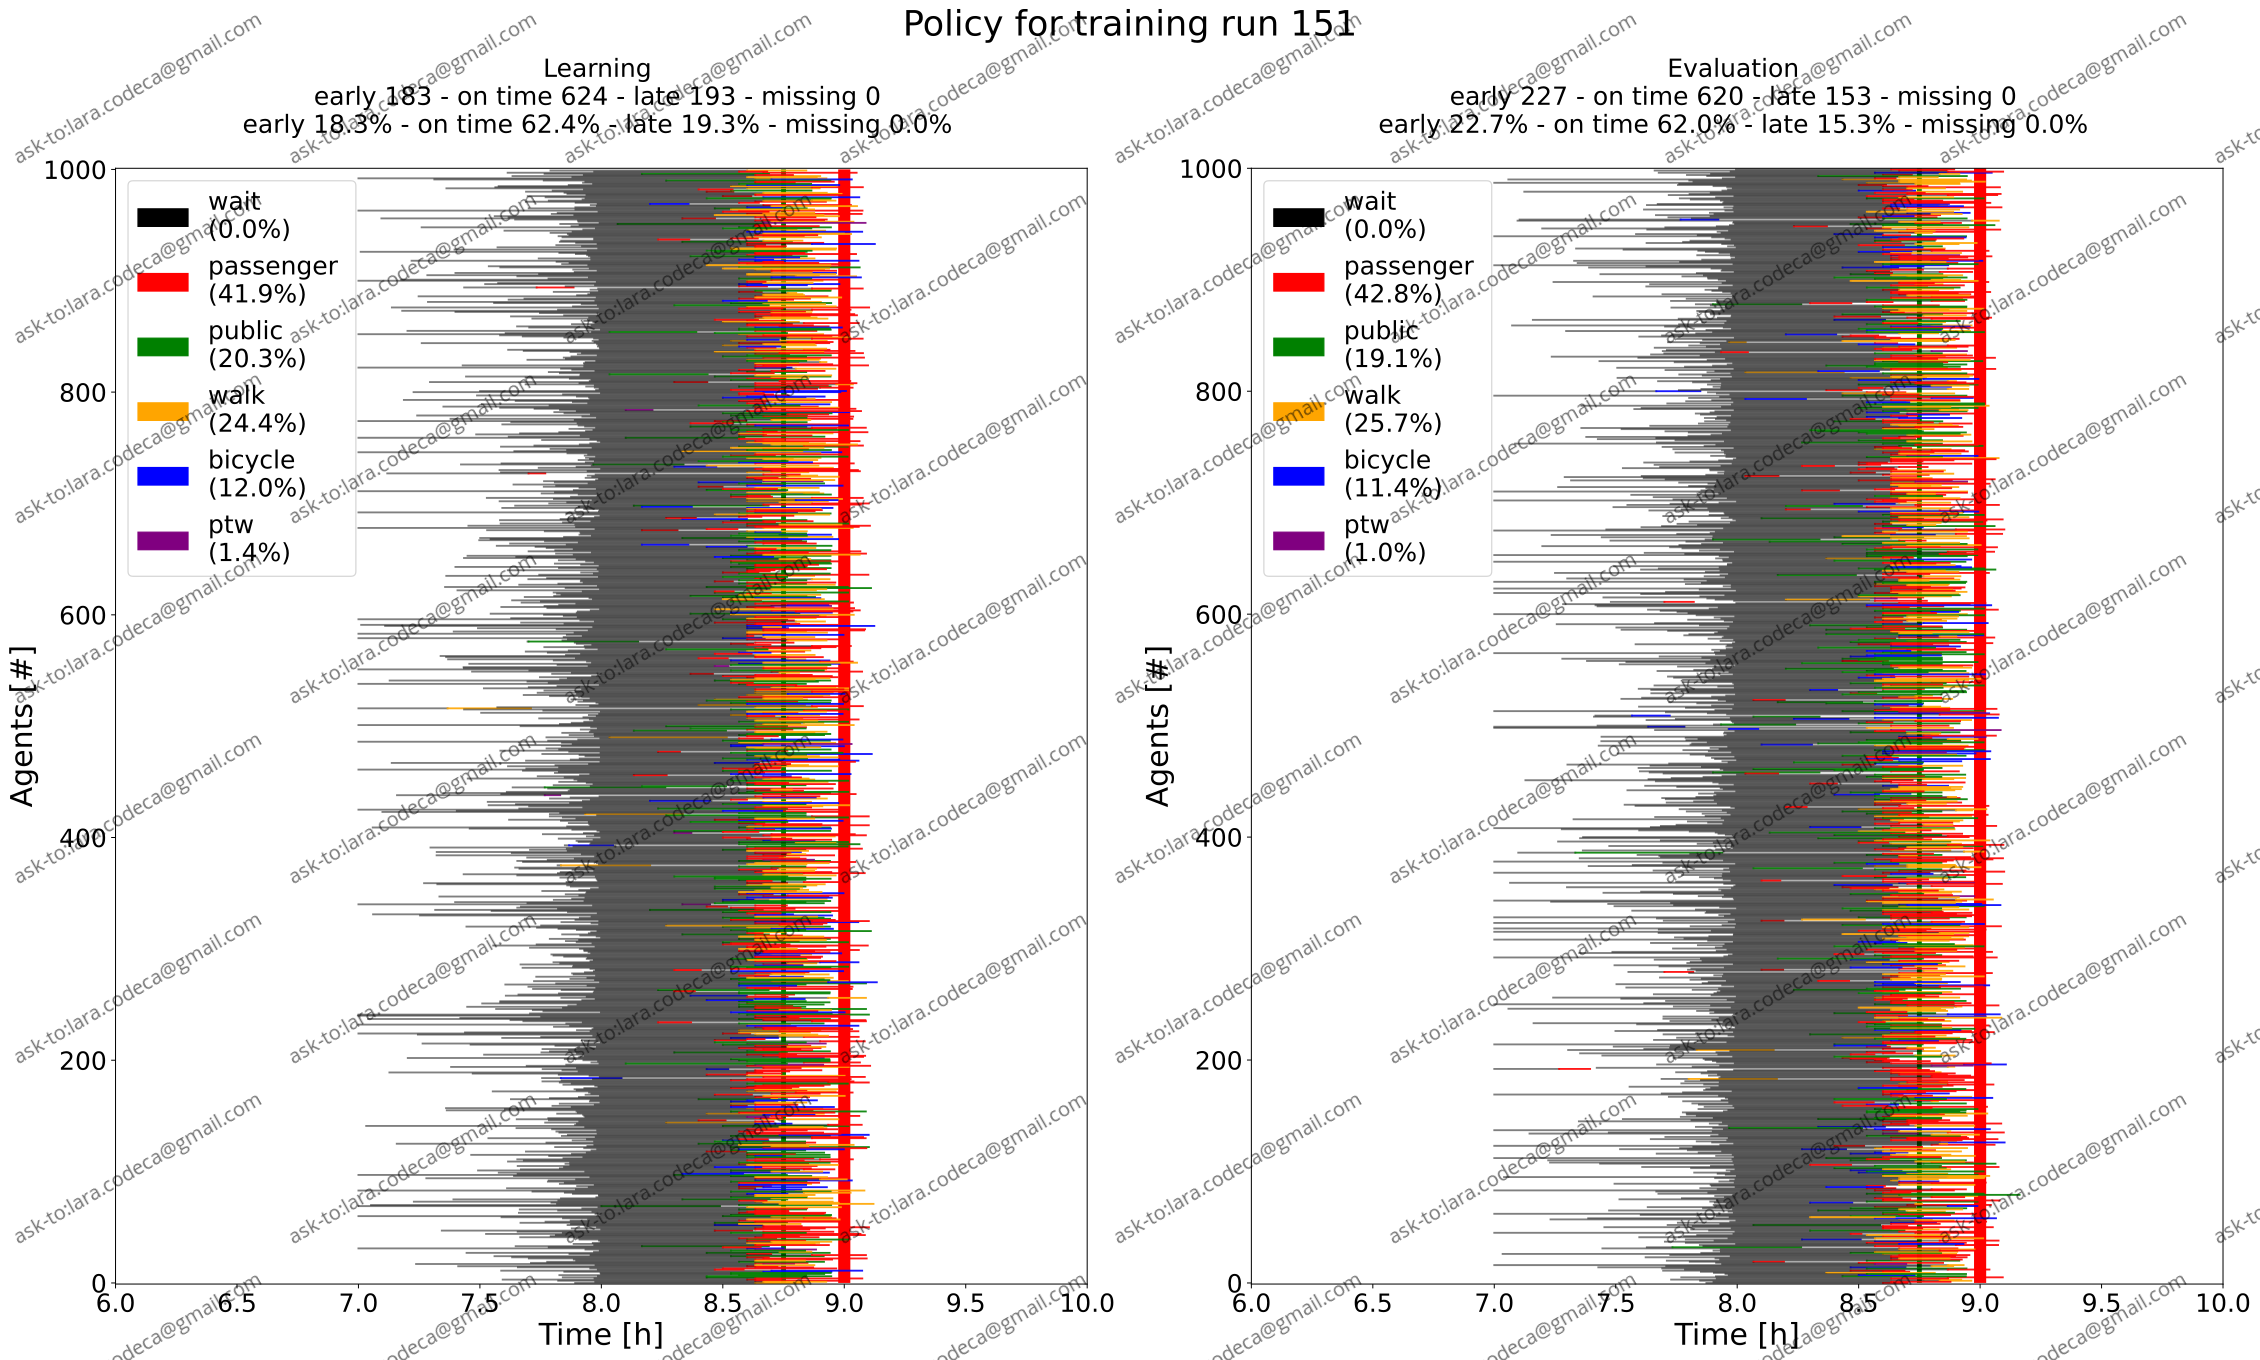 Policy for training run 151
Learning
early 183 - on time 624 - late 193 - missing 0
early 18.3% - on time 62.4% - late 19.3% - missing 0.0%
1000
800
600
400
200
0
Agents [#]
wait
(0.0%)
passenger
(41.9%)
public
(20.3%)
walk
(24.4%)
bicycle
(12.0%)
ptw
(1.4%)
6.0 6.5 7.0 7.5 8.0 8.5 9.0 9.5 10.0
Time [h]
Evaluation
early 227 - on time 620 - late 153 - missing 0
early 22.7% - on time 62.0% - late 15.3% - missing 0.0%
1000
800
600
400
200
0
Agents [#]
wait
(0.0%)
passenger
(42.8%)
public
(19.1%)
walk
(25.7%)
bicycle
(11.4%)
ptw
(1.0%)
6.0 6.5 7.0 7.5 8.0 8.5 9.0 9.5 10.0
Time [h]
ask-to:lara.codeca@gmail.com